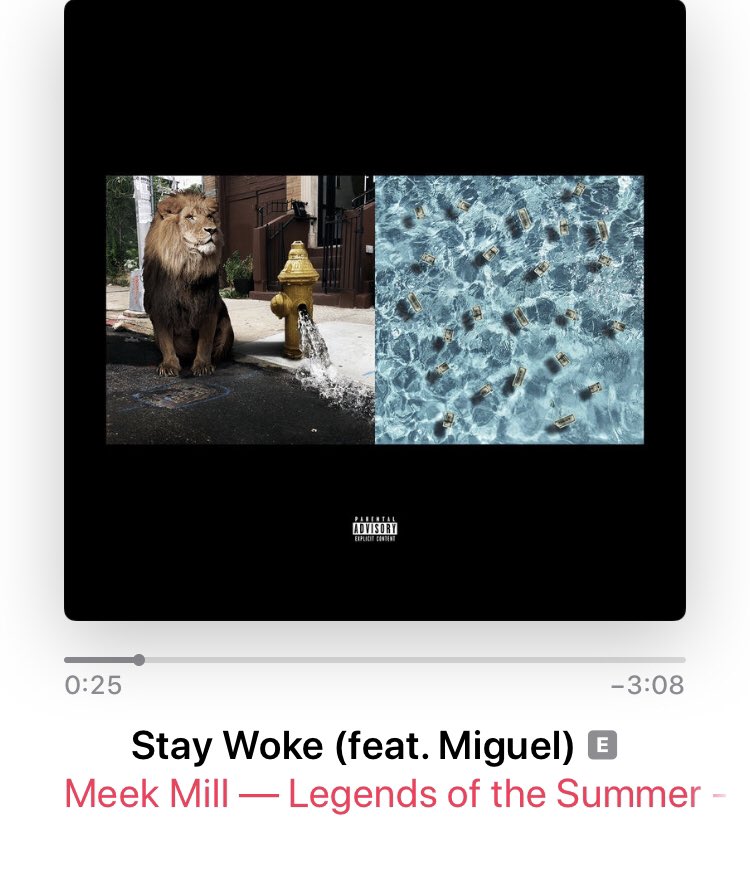 PARENTAL
ADVISORY
EXPLICIT CONTENT
0:25 −3:08
Stay Woke (feat. Miguel) E
Meek Mill — Legends of the Summer -